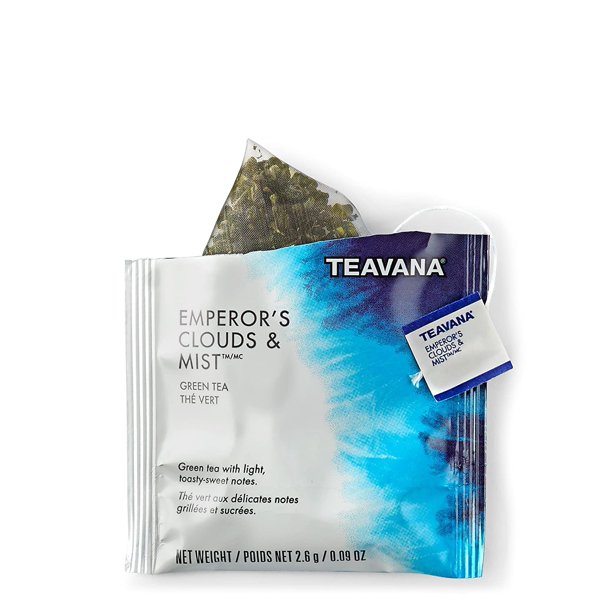 TEAVANA®
EMPEROR'S
CLOUDS &
MIST™/MC
GREEN TEA
THÉ VERT
Green tea with light,
toasty-sweet notes.
Thé vert aux délicates notes
grillées et sucrées.
NET WEIGHT / POIDS NET 2.6 g / 0.09 OZ
TEAVANA®
EMPEROR'S
CLOUDS &
MIST™/MC